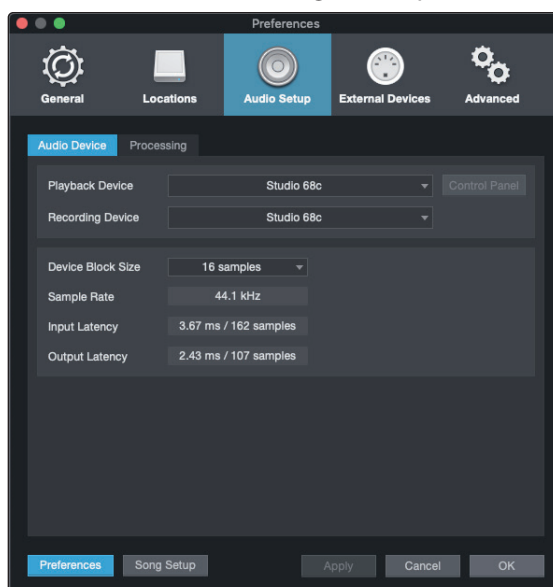 Preferences
General Locations Audio Setup External Devices Advanced
Audio Device Processing
Playback Device Studio 68c Control Panel
Recording Device Studio 68c
Device Block Size 16 samples
Sample Rate 44.1 kHz
Input Latency 3.67 ms / 162 samples
Output Latency 2.43 ms / 107 samples
Preferences Song Setup Apply Cancel OK